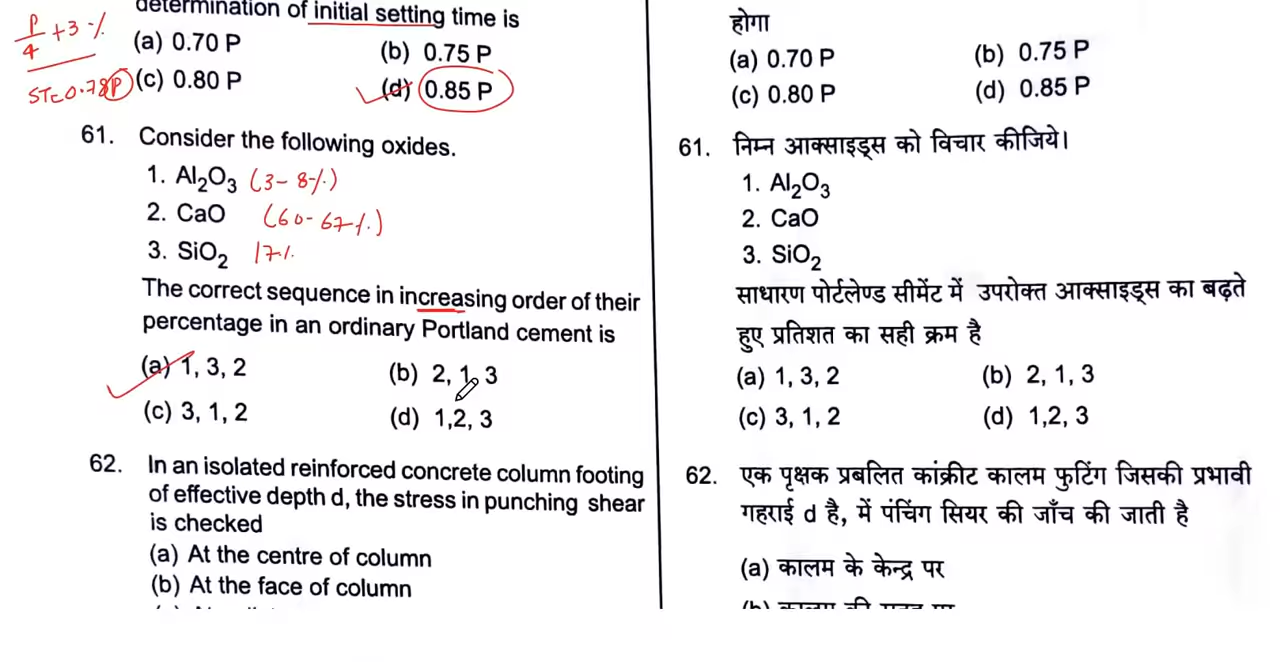 determination of initial setting time is
(a) 0.70 P
(b) 0.75 P
(c) 0.80 P
(d) 0.85 P
P/4 +3 %
ST=0.78P
61. Consider the following oxides.
1. Al₂O₃ (3-8%)
2. CaO (60-67%)
3. SiO₂ 17%
The correct sequence in increasing order of their
percentage in an ordinary Portland cement is
(a) 1, 3, 2
(b) 2, 1, 3
(c) 3, 1, 2
(d) 1,2, 3
62. In an isolated reinforced concrete column footing
of effective depth d, the stress in punching shear
is checked
(a) At the centre of column
(b) At the face of column
होगा
(a) 0.70 P
(b) 0.75 P
(c) 0.80 P
(d) 0.85 P
61. निम्न आक्साइड्स को विचार कीजिये।
1. Al₂O₃
2. CaO
3. SiO₂
साधारण पोर्टलेण्ड सीमेंट में उपरोक्त आक्साइड्स का बढ़ते
हुए प्रतिशत का सही क्रम है
(a) 1, 3, 2
(b) 2, 1, 3
(c) 3, 1, 2
(d) 1,2, 3
62. एक पृथक प्रबलित कांक्रीट कालम फुटिंग जिसकी प्रभावी
गहराई d है, में पंचिंग सियर की जाँच की जाती है
(a) कालम के केन्द्र पर